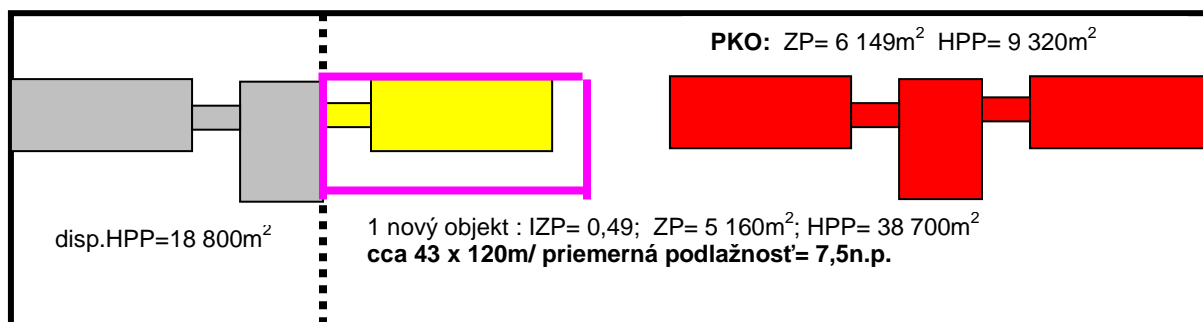 PKO: ZP= 6 149m² HPP= 9 320m²
disp.HPP=18 800m²
1 nový objekt : IZP= 0,49; ZP= 5 160m²; HPP= 38 700m²
cca 43 x 120m/ priemerná podlažnosť= 7,5n.p.